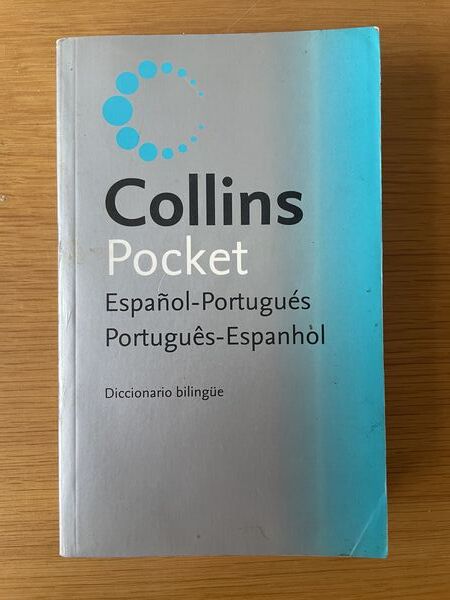 Collins
Pocket
Español-Portugués
Português-Espanhol
Diccionario bilingüe